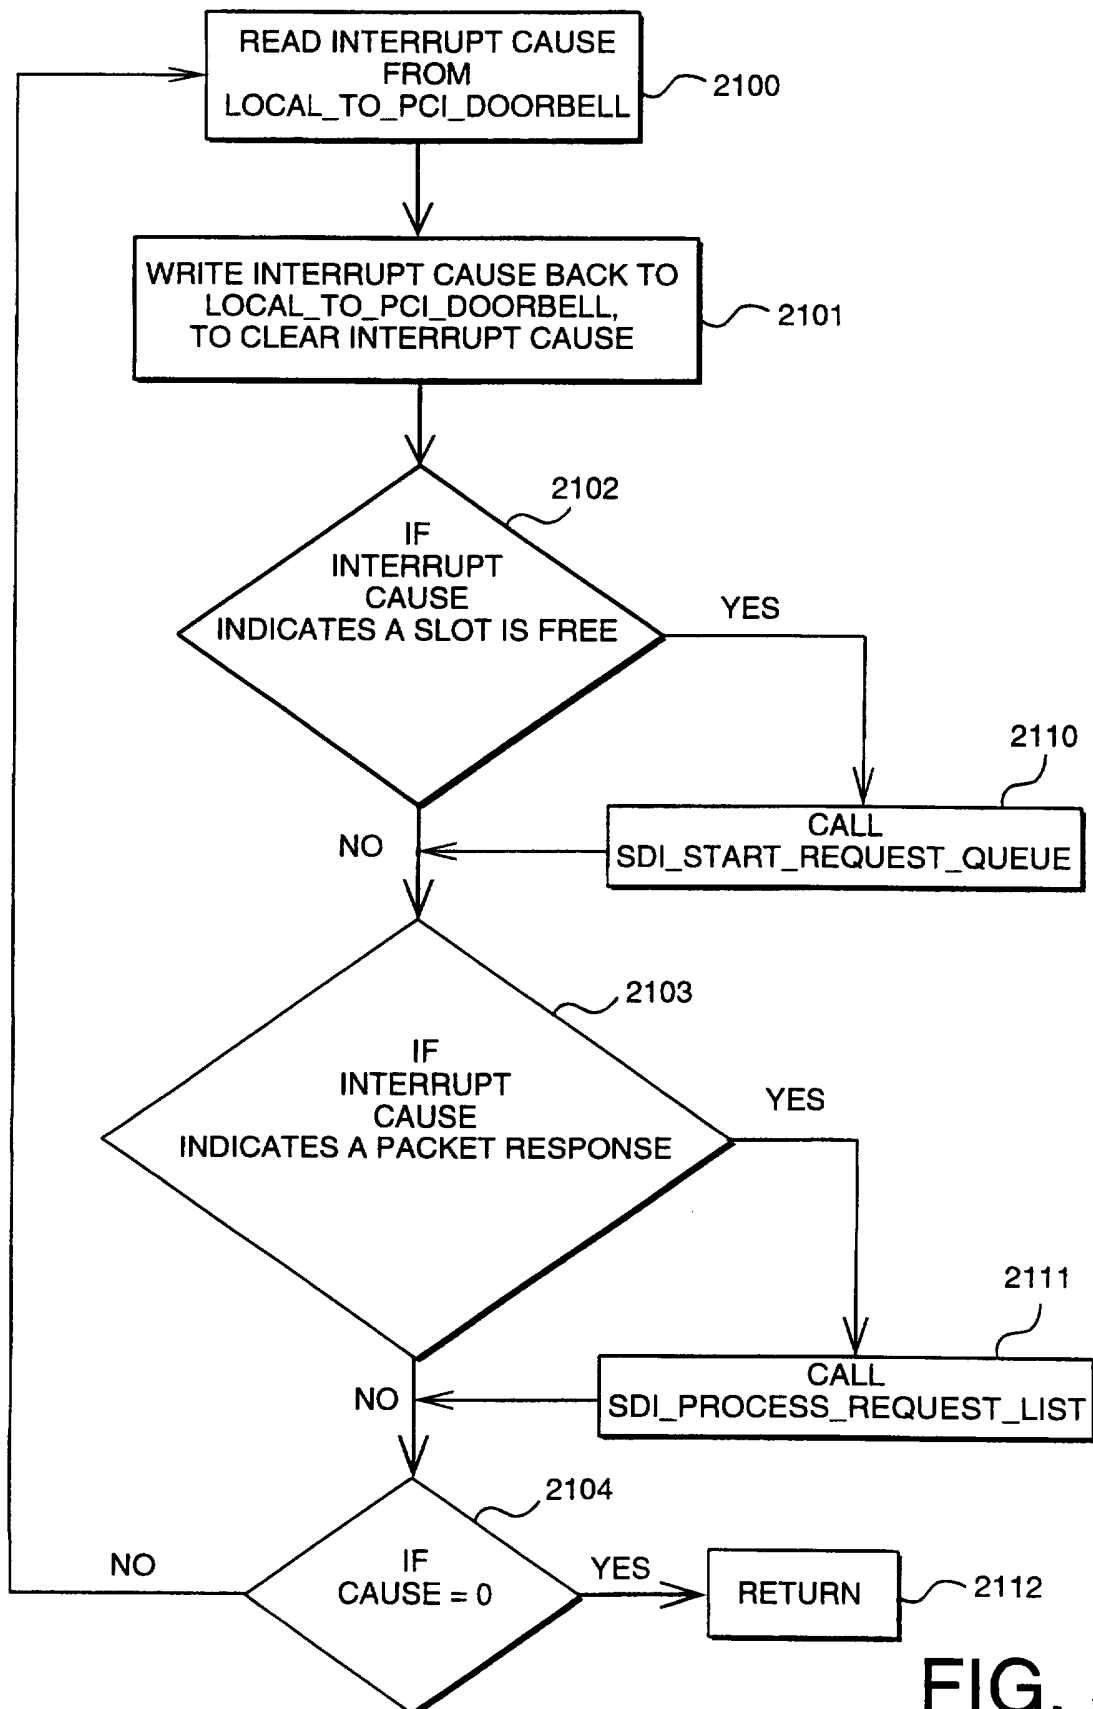 READ INTERRUPT CAUSE
FROM
LOCAL_TO_PCI_DOORBELL
2100
WRITE INTERRUPT CAUSE BACK TO
LOCAL_TO_PCI_DOORBELL,
TO CLEAR INTERRUPT CAUSE
2101
2102
IF
INTERRUPT
CAUSE
INDICATES A SLOT IS FREE
YES
2110
CALL
SDI_START_REQUEST_QUEUE
NO
2103
IF
INTERRUPT
CAUSE
INDICATES A PACKET RESPONSE
YES
2111
CALL
SDI_PROCESS_REQUEST_LIST
NO
2104
IF
CAUSE = 0
NO
YES
RETURN
2112
FIG.